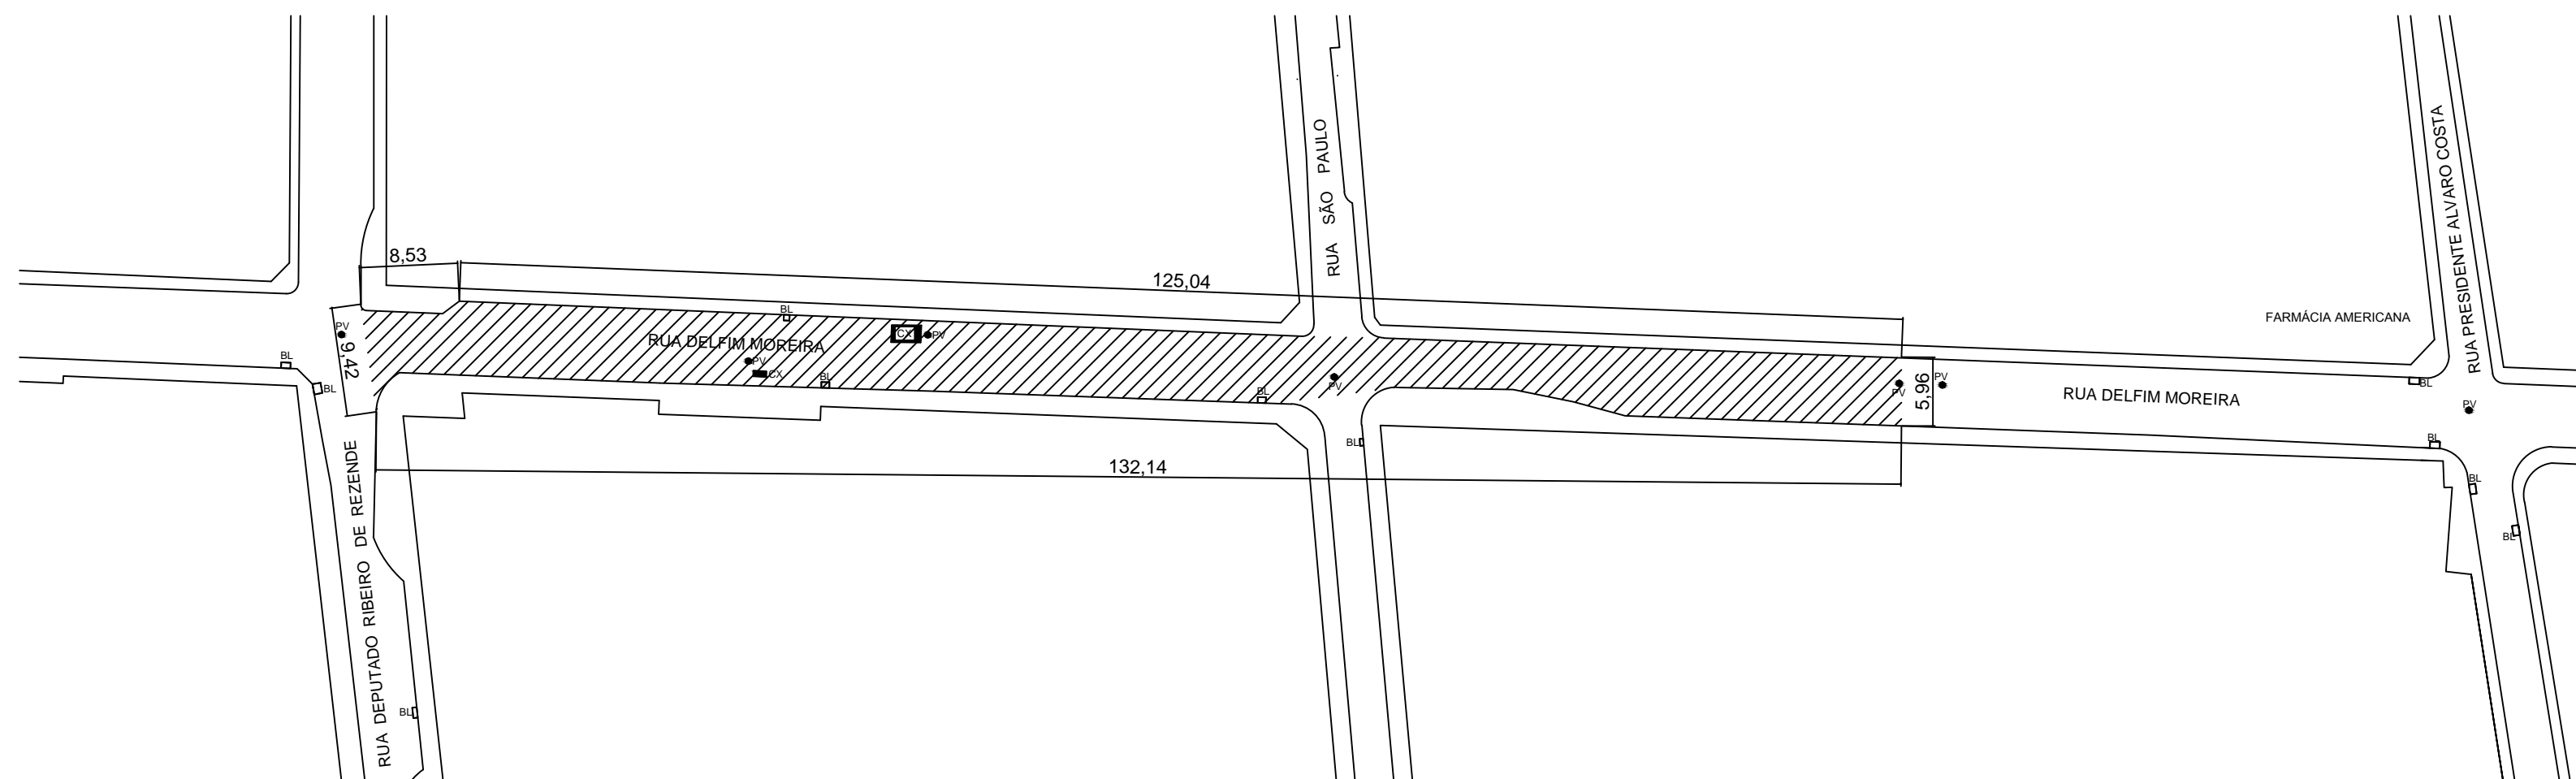 RUA SÃO PAULO
RUA PRESIDENTE ALVARO COSTA
8,53
125,04
BL
FARMÁCIA AMERICANA
PV
CX
PV
RUA DELFIM MOREIRA
9,42
BL
PV
CX
BL
BL
BL
PV
PV
PV
5,96
RUA DELFIM MOREIRA
BL
PV
BL
BL
132,14
BL
BL
RUA DEPUTADO RIBEIRO DE REZENDE
BL